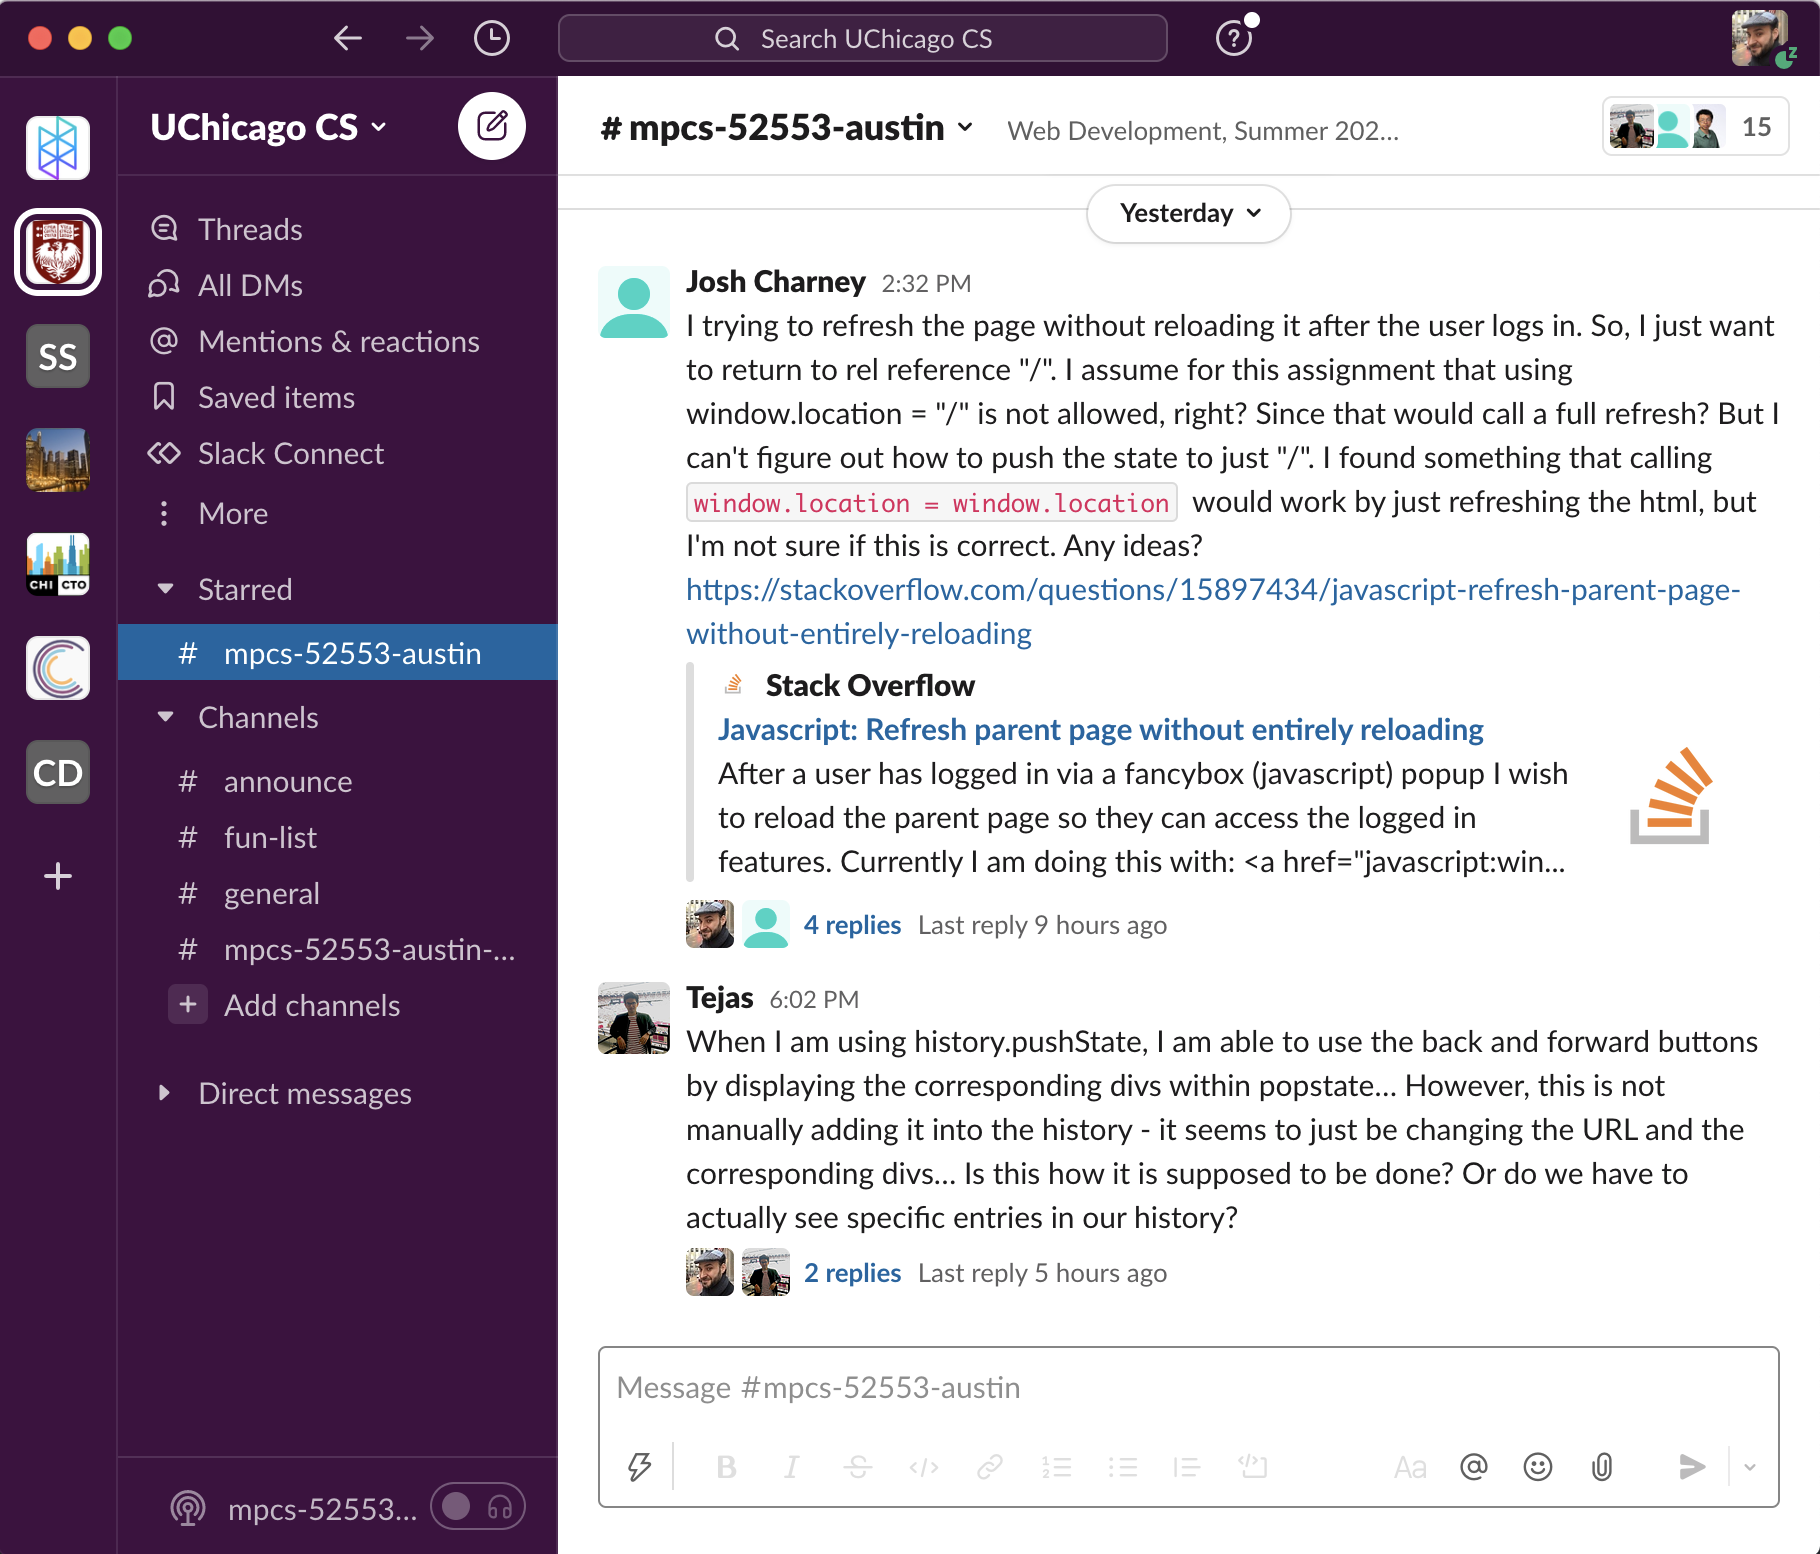 Search UChicago CS
?
z
UChicago CS
# mpcs-52553-austin
Web Development, Summer 202...
15
SS
CHI CTO
CD
Threads
All DMs
Mentions & reactions
Saved items
Slack Connect
More
Starred
# mpcs-52553-austin
Channels
# announce
# fun-list
# general
# mpcs-52553-austin-...
+ Add channels
Direct messages
mpcs-52553...
Yesterday
Josh Charney 2:32 PM
I trying to refresh the page without reloading it after the user logs in. So, I just want
to return to rel reference "/". I assume for this assignment that using
window.location = "/" is not allowed, right? Since that would call a full refresh? But I
can't figure out how to push the state to just "/". I found something that calling
window.location = window.location would work by just refreshing the html, but
I'm not sure if this is correct. Any ideas?
https://stackoverflow.com/questions/15897434/javascript-refresh-parent-page-
without-entirely-reloading
Stack Overflow
Javascript: Refresh parent page without entirely reloading
After a user has logged in via a fancybox (javascript) popup I wish
to reload the parent page so they can access the logged in
features. Currently I am doing this with: <a href="javascript:win...
4 replies Last reply 9 hours ago
Tejas 6:02 PM
When I am using history.pushState, I am able to use the back and forward buttons
by displaying the corresponding divs within popstate... However, this is not
manually adding it into the history - it seems to just be changing the URL and the
corresponding divs... Is this how it is supposed to be done? Or do we have to
actually see specific entries in our history?
2 replies Last reply 5 hours ago
Message #mpcs-52553-austin
B I S </> Aa @